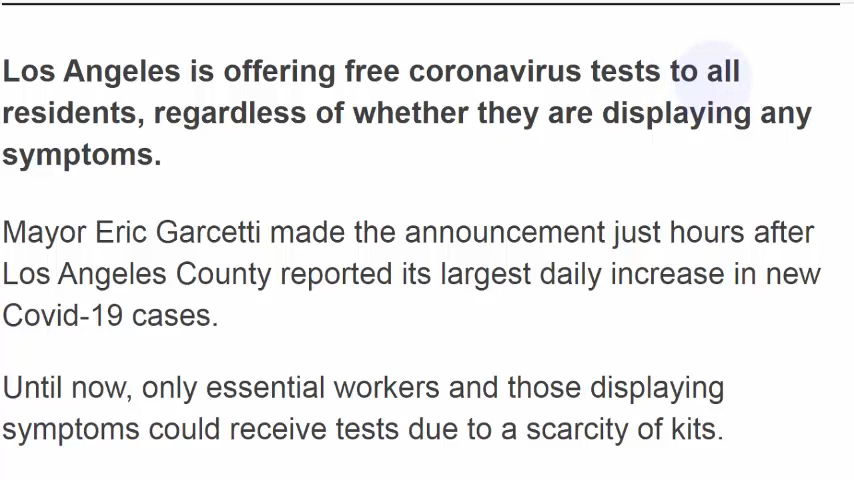 Los Angeles is offering free coronavirus tests to all
residents, regardless of whether they are displaying any
symptoms.
Mayor Eric Garcetti made the announcement just hours after
Los Angeles County reported its largest daily increase in new
Covid-19 cases.
Until now, only essential workers and those displaying
symptoms could receive tests due to a scarcity of kits.